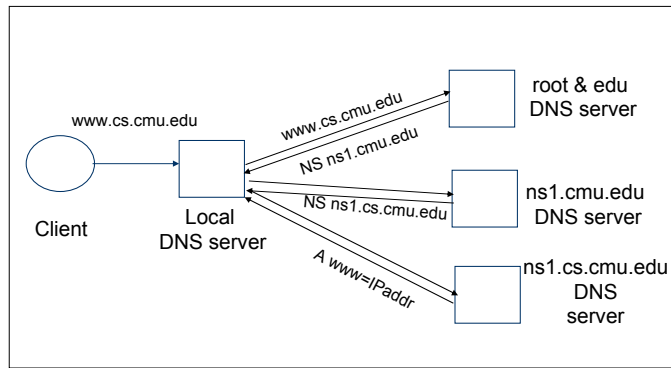 www.cs.cmu.edu
Client
Local
DNS server
www.cs.cmu.edu
NS ns1.cmu.edu
root & edu
DNS server
NS ns1.cs.cmu.edu
ns1.cmu.edu
DNS server
A www=IPaddr
ns1.cs.cmu.edu
DNS
server